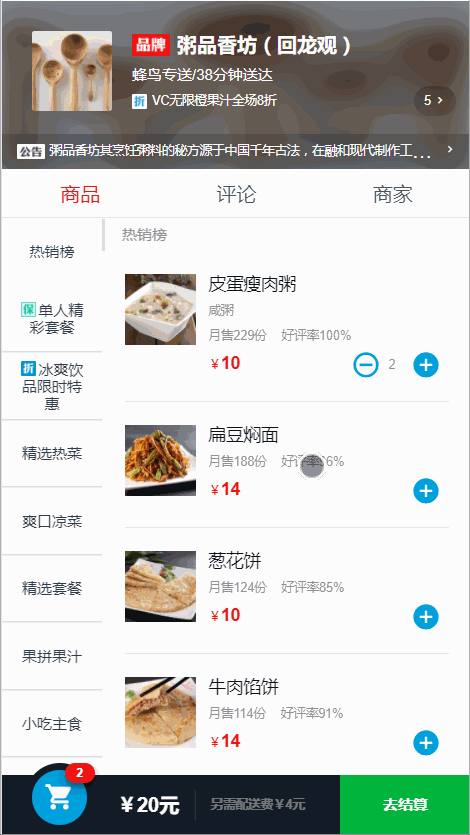 品牌 粥品香坊（回龙观）
蜂鸟专送/38分钟送达
折 VC无限橙果汁全场8折
5 >
公告 粥品香坊其烹饪粥料的秘方源于中国千年古法，在融和现代制作工... >
商品 评论 商家
热销榜
保 单人精
彩套餐
折 冰爽饮
品限时特
惠
精选热菜
爽口凉菜
精选套餐
果拼果汁
小吃主食
热销榜
皮蛋瘦肉粥
咸粥
月售229份 好评率100%
￥10
2
扁豆焖面
月售188份 好评率96%
￥14
葱花饼
月售124份 好评率85%
￥10
牛肉馅饼
月售114份 好评率91%
￥14
2
￥20元
另需配送费￥4元
去结算